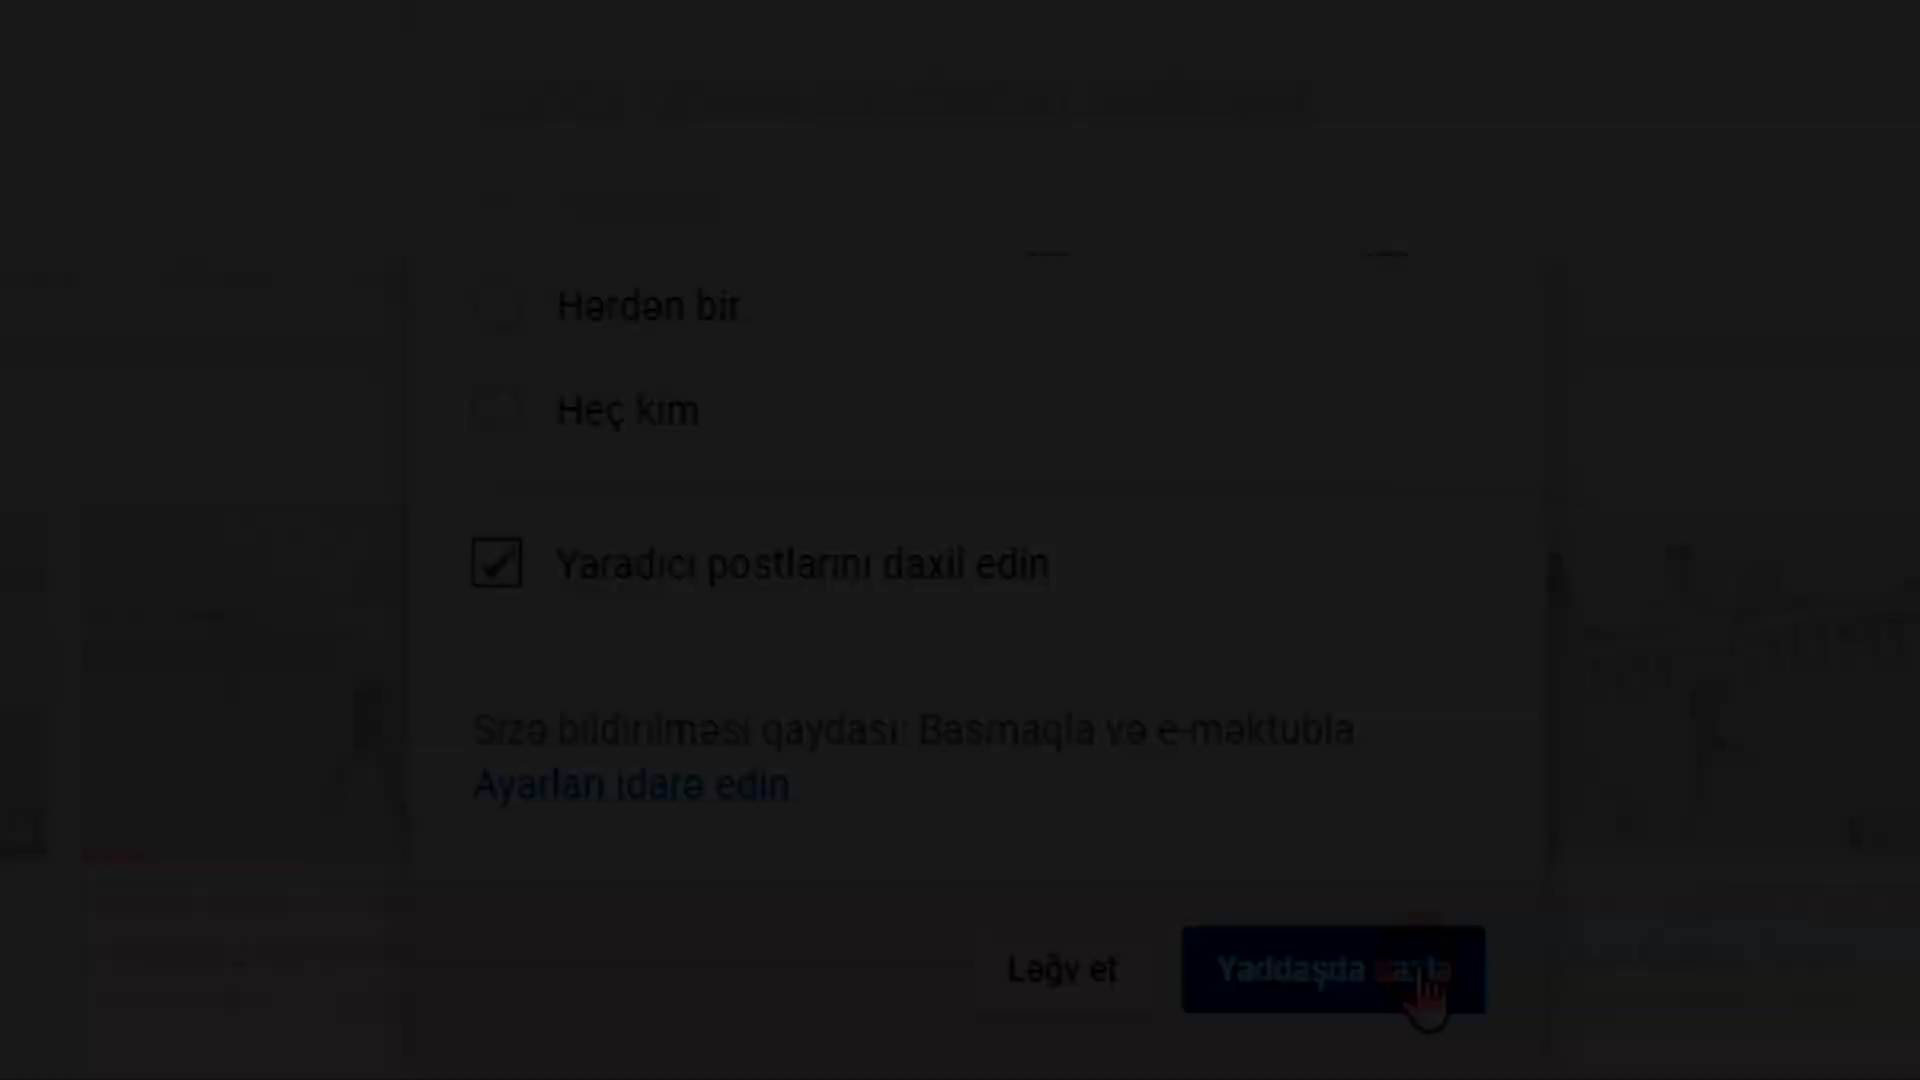 Hərdən bir
Heç kim
Yaradıcı postlarını daxil edin
Sizə bildirilməsi qaydası: Basmaqla və e-məktubla
Ayarları idarə edin
Ləğv et
Yaddaşda saxla